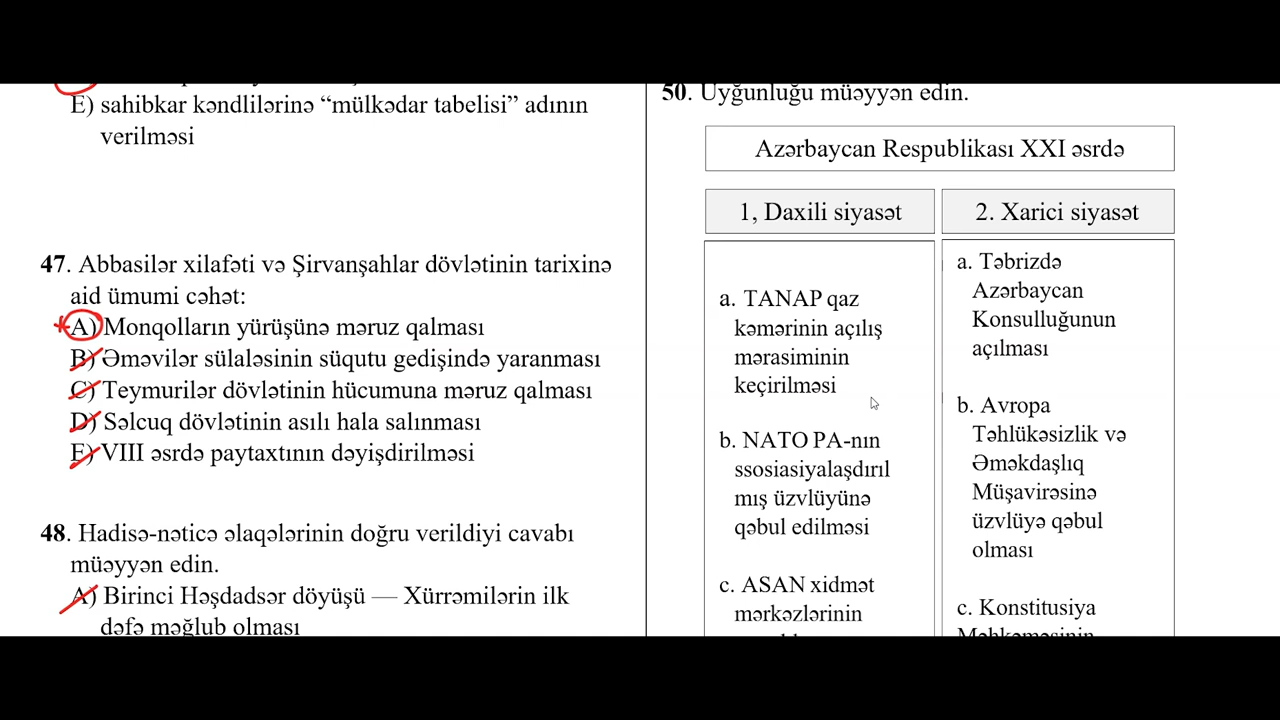 E) sahibkar kəndlilərinə “mülkədar tabelisi” adının
verilməsi
47. Abbasilər xilafəti və Şirvanşahlar dövlətinin tarixinə
aid ümumi cəhət:
A) Monqolların yürüşünə məruz qalması
B) Əməvilər sülaləsinin süqutu gedişində yaranması
C) Teymurilər dövlətinin hücumuna məruz qalması
D) Səlcuq dövlətinin asılı hala salınması
E) VIII əsrdə paytaxtının dəyişdirilməsi
48. Hadisə-nəticə əlaqələrinin doğru verildiyi cavabı
müəyyən edin.
A) Birinci Həşdadsər döyüşü — Xürrəmilərin ilk
dəfə məğlub olması
50. Uyğunluğu müəyyən edin.
Azərbaycan Respublikası XXI əsrdə
1, Daxili siyasət
a. TANAP qaz
kəmərinin açılış
mərasiminin
keçirilməsi
b. NATO PA-nın
ssosiasiyalaşdırıl
mış üzvlüyünə
qəbul edilməsi
c. ASAN xidmət
mərkəzlərinin
2. Xarici siyasət
a. Təbrizdə
Azərbaycan
Konsulluğunun
açılması
b. Avropa
Təhlükəsizlik və
Əməkdaşlıq
Müşavirəsinə
üzvlüyə qəbul
olması
c. Konstitusiya
Məhkəməsinin